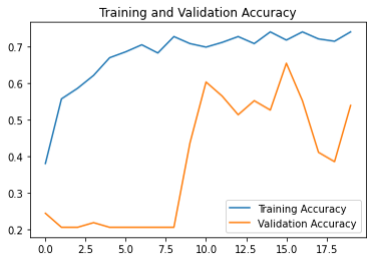 Training and Validation Accuracy
0.7
0.6
0.5
0.4
0.3
0.2
Training Accuracy
Validation Accuracy
0.0 2.5 5.0 7.5 10.0 12.5 15.0 17.5